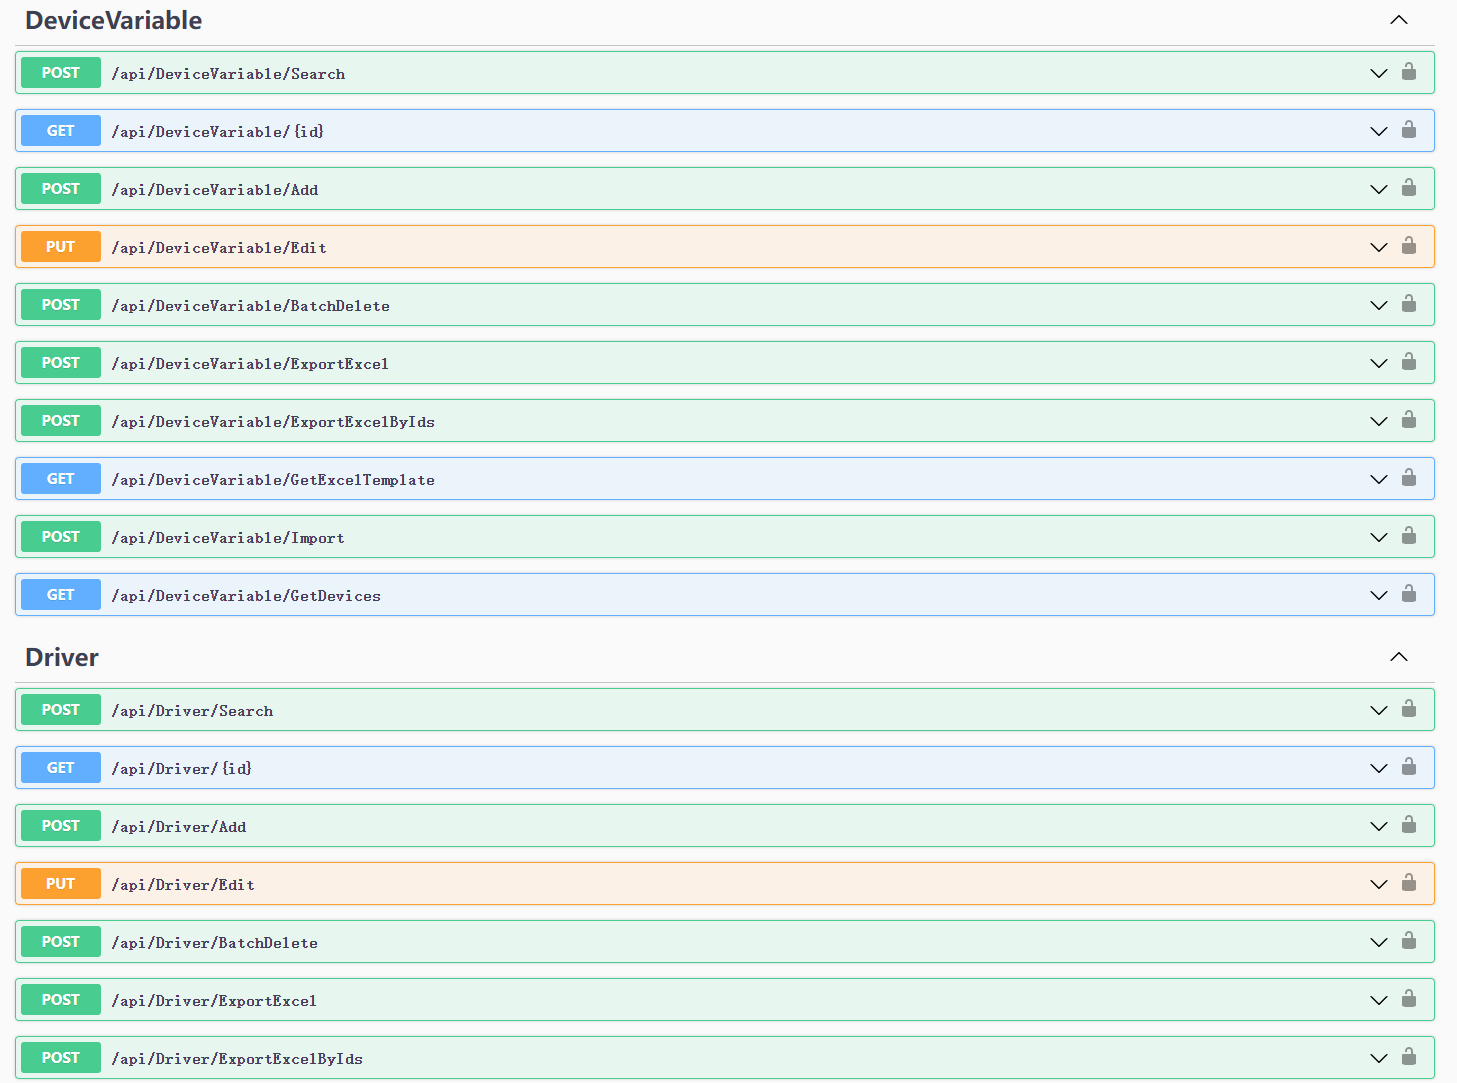 DeviceVariable
POST /api/DeviceVariable/Search
GET /api/DeviceVariable/{id}
POST /api/DeviceVariable/Add
PUT /api/DeviceVariable/Edit
POST /api/DeviceVariable/BatchDelete
POST /api/DeviceVariable/ExportExcel
POST /api/DeviceVariable/ExportExcelByIds
GET /api/DeviceVariable/GetExcelTemplate
POST /api/DeviceVariable/Import
GET /api/DeviceVariable/GetDevices
Driver
POST /api/Driver/Search
GET /api/Driver/{id}
POST /api/Driver/Add
PUT /api/Driver/Edit
POST /api/Driver/BatchDelete
POST /api/Driver/ExportExcel
POST /api/Driver/ExportExcelByIds